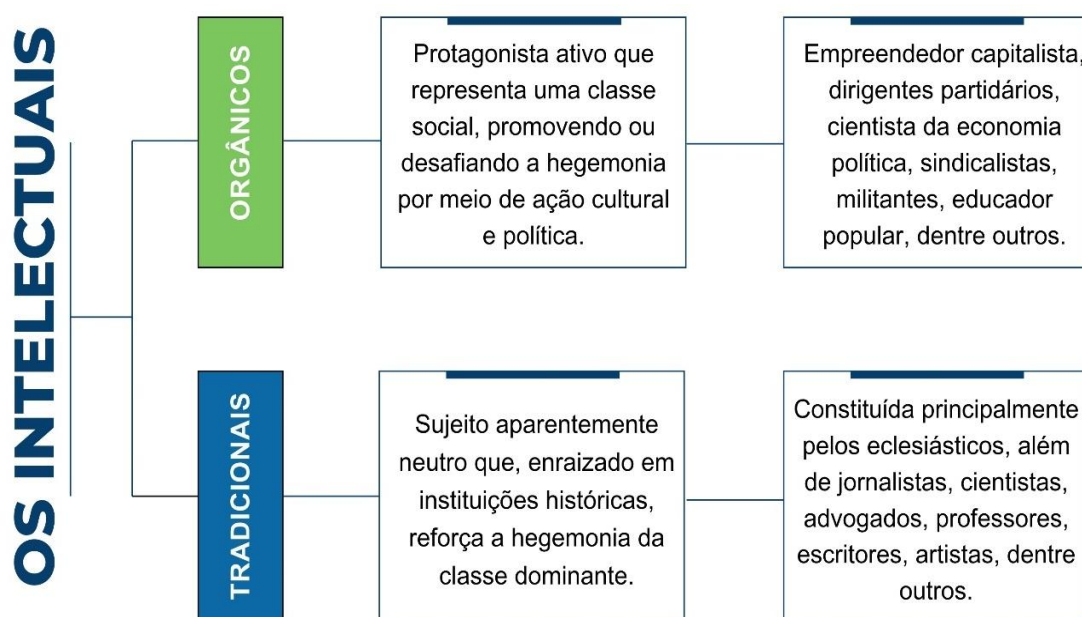 OS INTELECTUAIS
ORGÂNICOS
Protagonista ativo que
representa uma classe
social, promovendo ou
desafiando a hegemonia
por meio de ação cultural
e política.
Empreendedor capitalista,
dirigentes partidários,
cientista da economia
política, sindicalistas,
militantes, educador
popular, dentre outros.
TRADICIONAIS
Sujeito aparentemente
neutro que, enraizado em
instituições históricas,
reforça a hegemonia da
classe dominante.
Constituída principalmente
pelos eclesiásticos, além
de jornalistas, cientistas,
advogados, professores,
escritores, artistas, dentre
outros.